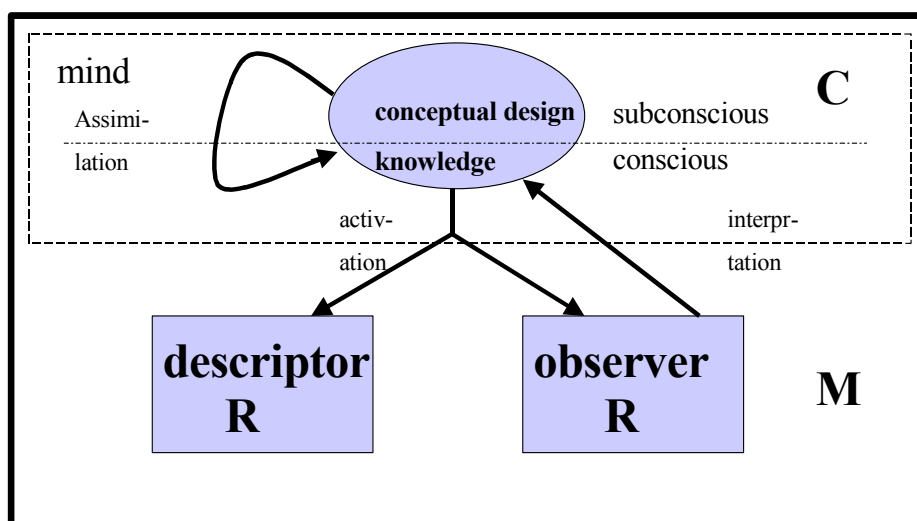 mind
C
Assimi-
conceptual design
subconscious
lation
knowledge
conscious
activ-
interpr-
ation
tation
descriptor
R
observer
R
M